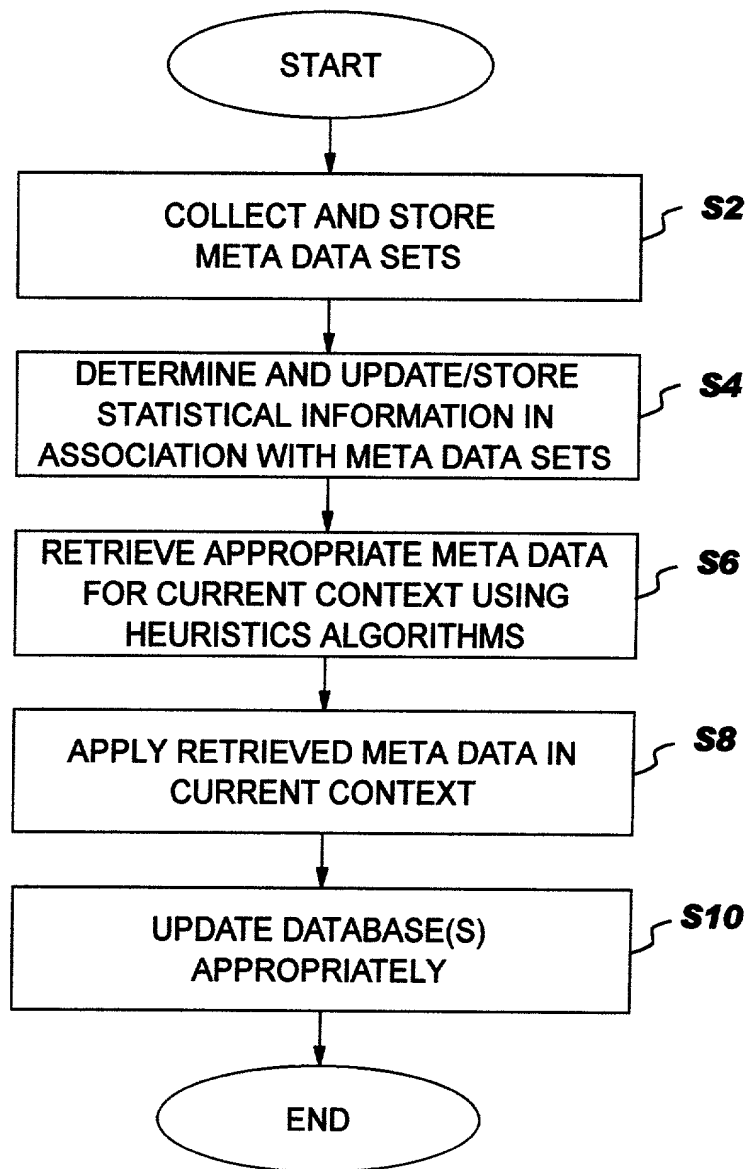 START
COLLECT AND STORE
META DATA SETS
S2
DETERMINE AND UPDATE/STORE
STATISTICAL INFORMATION IN
ASSOCIATION WITH META DATA SETS
S4
RETRIEVE APPROPRIATE META DATA
FOR CURRENT CONTEXT USING
HEURISTICS ALGORITHMS
S6
APPLY RETRIEVED META DATA IN
CURRENT CONTEXT
S8
UPDATE DATABASE(S)
APPROPRIATELY
S10
END